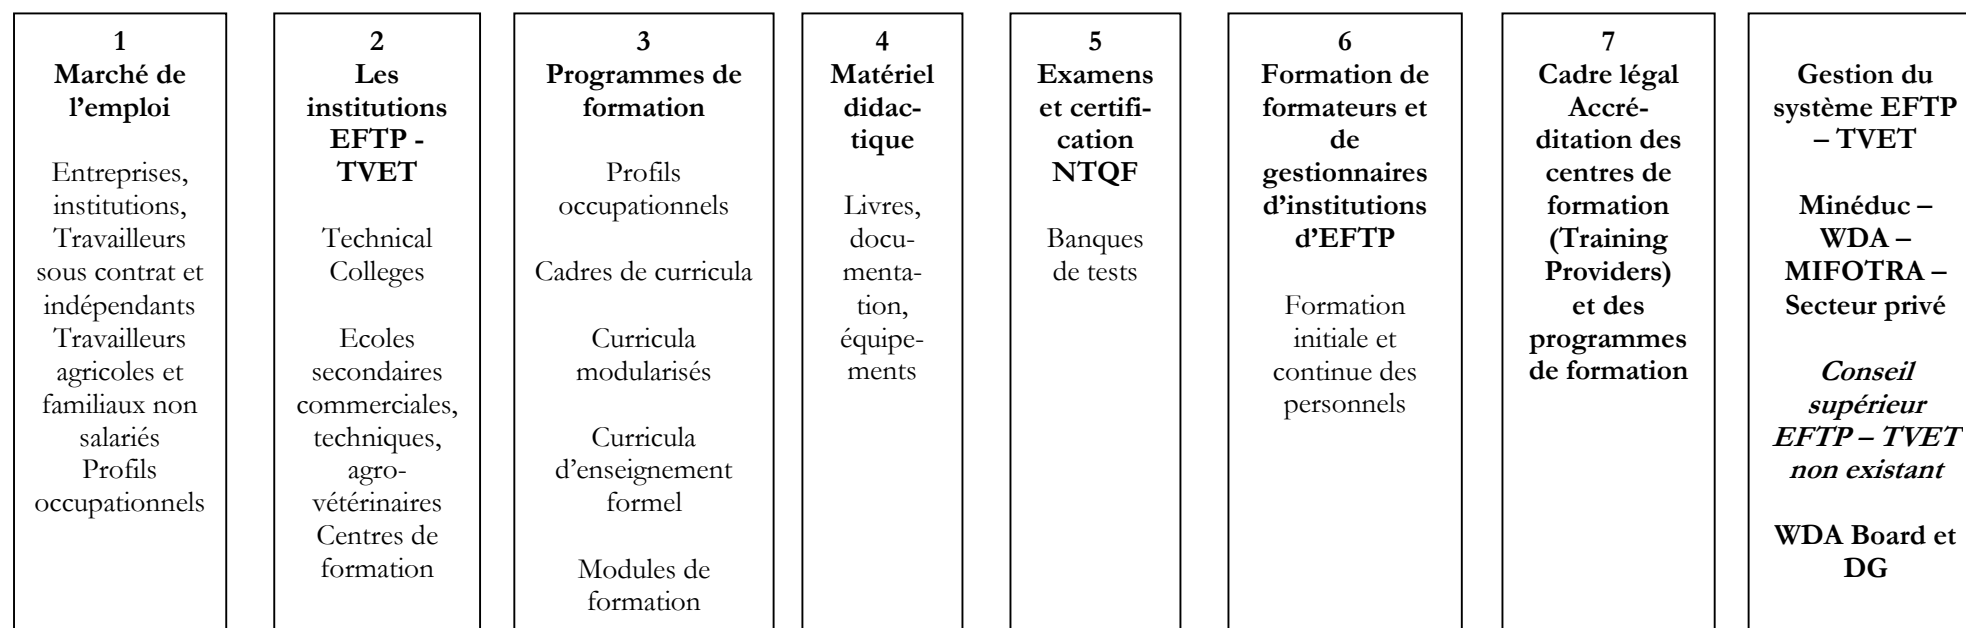 1
Marché de
l'emploi
Entreprises,
institutions,
Travailleurs
sous contrat et
indépendants
Travailleurs
agricoles et
familiaux non
salariés
Profils
occupationnels
2
Les
institutions
EFTP -
TVET
Technical
Colleges
Ecoles
secondaires
commerciales,
techniques,
agro-
vétérinaires
Centres de
formation
3
Programmes de
formation
Profils
occupationnels
Cadres de curricula
Curricula
modularisés
Curricula
d'enseignement
formel
Modules de
formation
4
Matériel
didac-
tique
Livres,
docu-
menta-
tion,
équipe-
ments
5
Examens
et certifi-
cation
NTQF
Banques
de tests
6
Formation de
formateurs et
de
gestionnaires
d'institutions
d'EFTP
Formation
initiale et
continue des
personnels
7
Cadre légal
Accré-
ditation des
centres de
formation
(Training
Providers)
et des
programmes
de formation
Gestion du
système EFTP
– TVET
Minéduc –
WDA –
MIFOTRA –
Secteur privé
Conseil
supérieur
EFTP – TVET
non existant
WDA Board et
DG